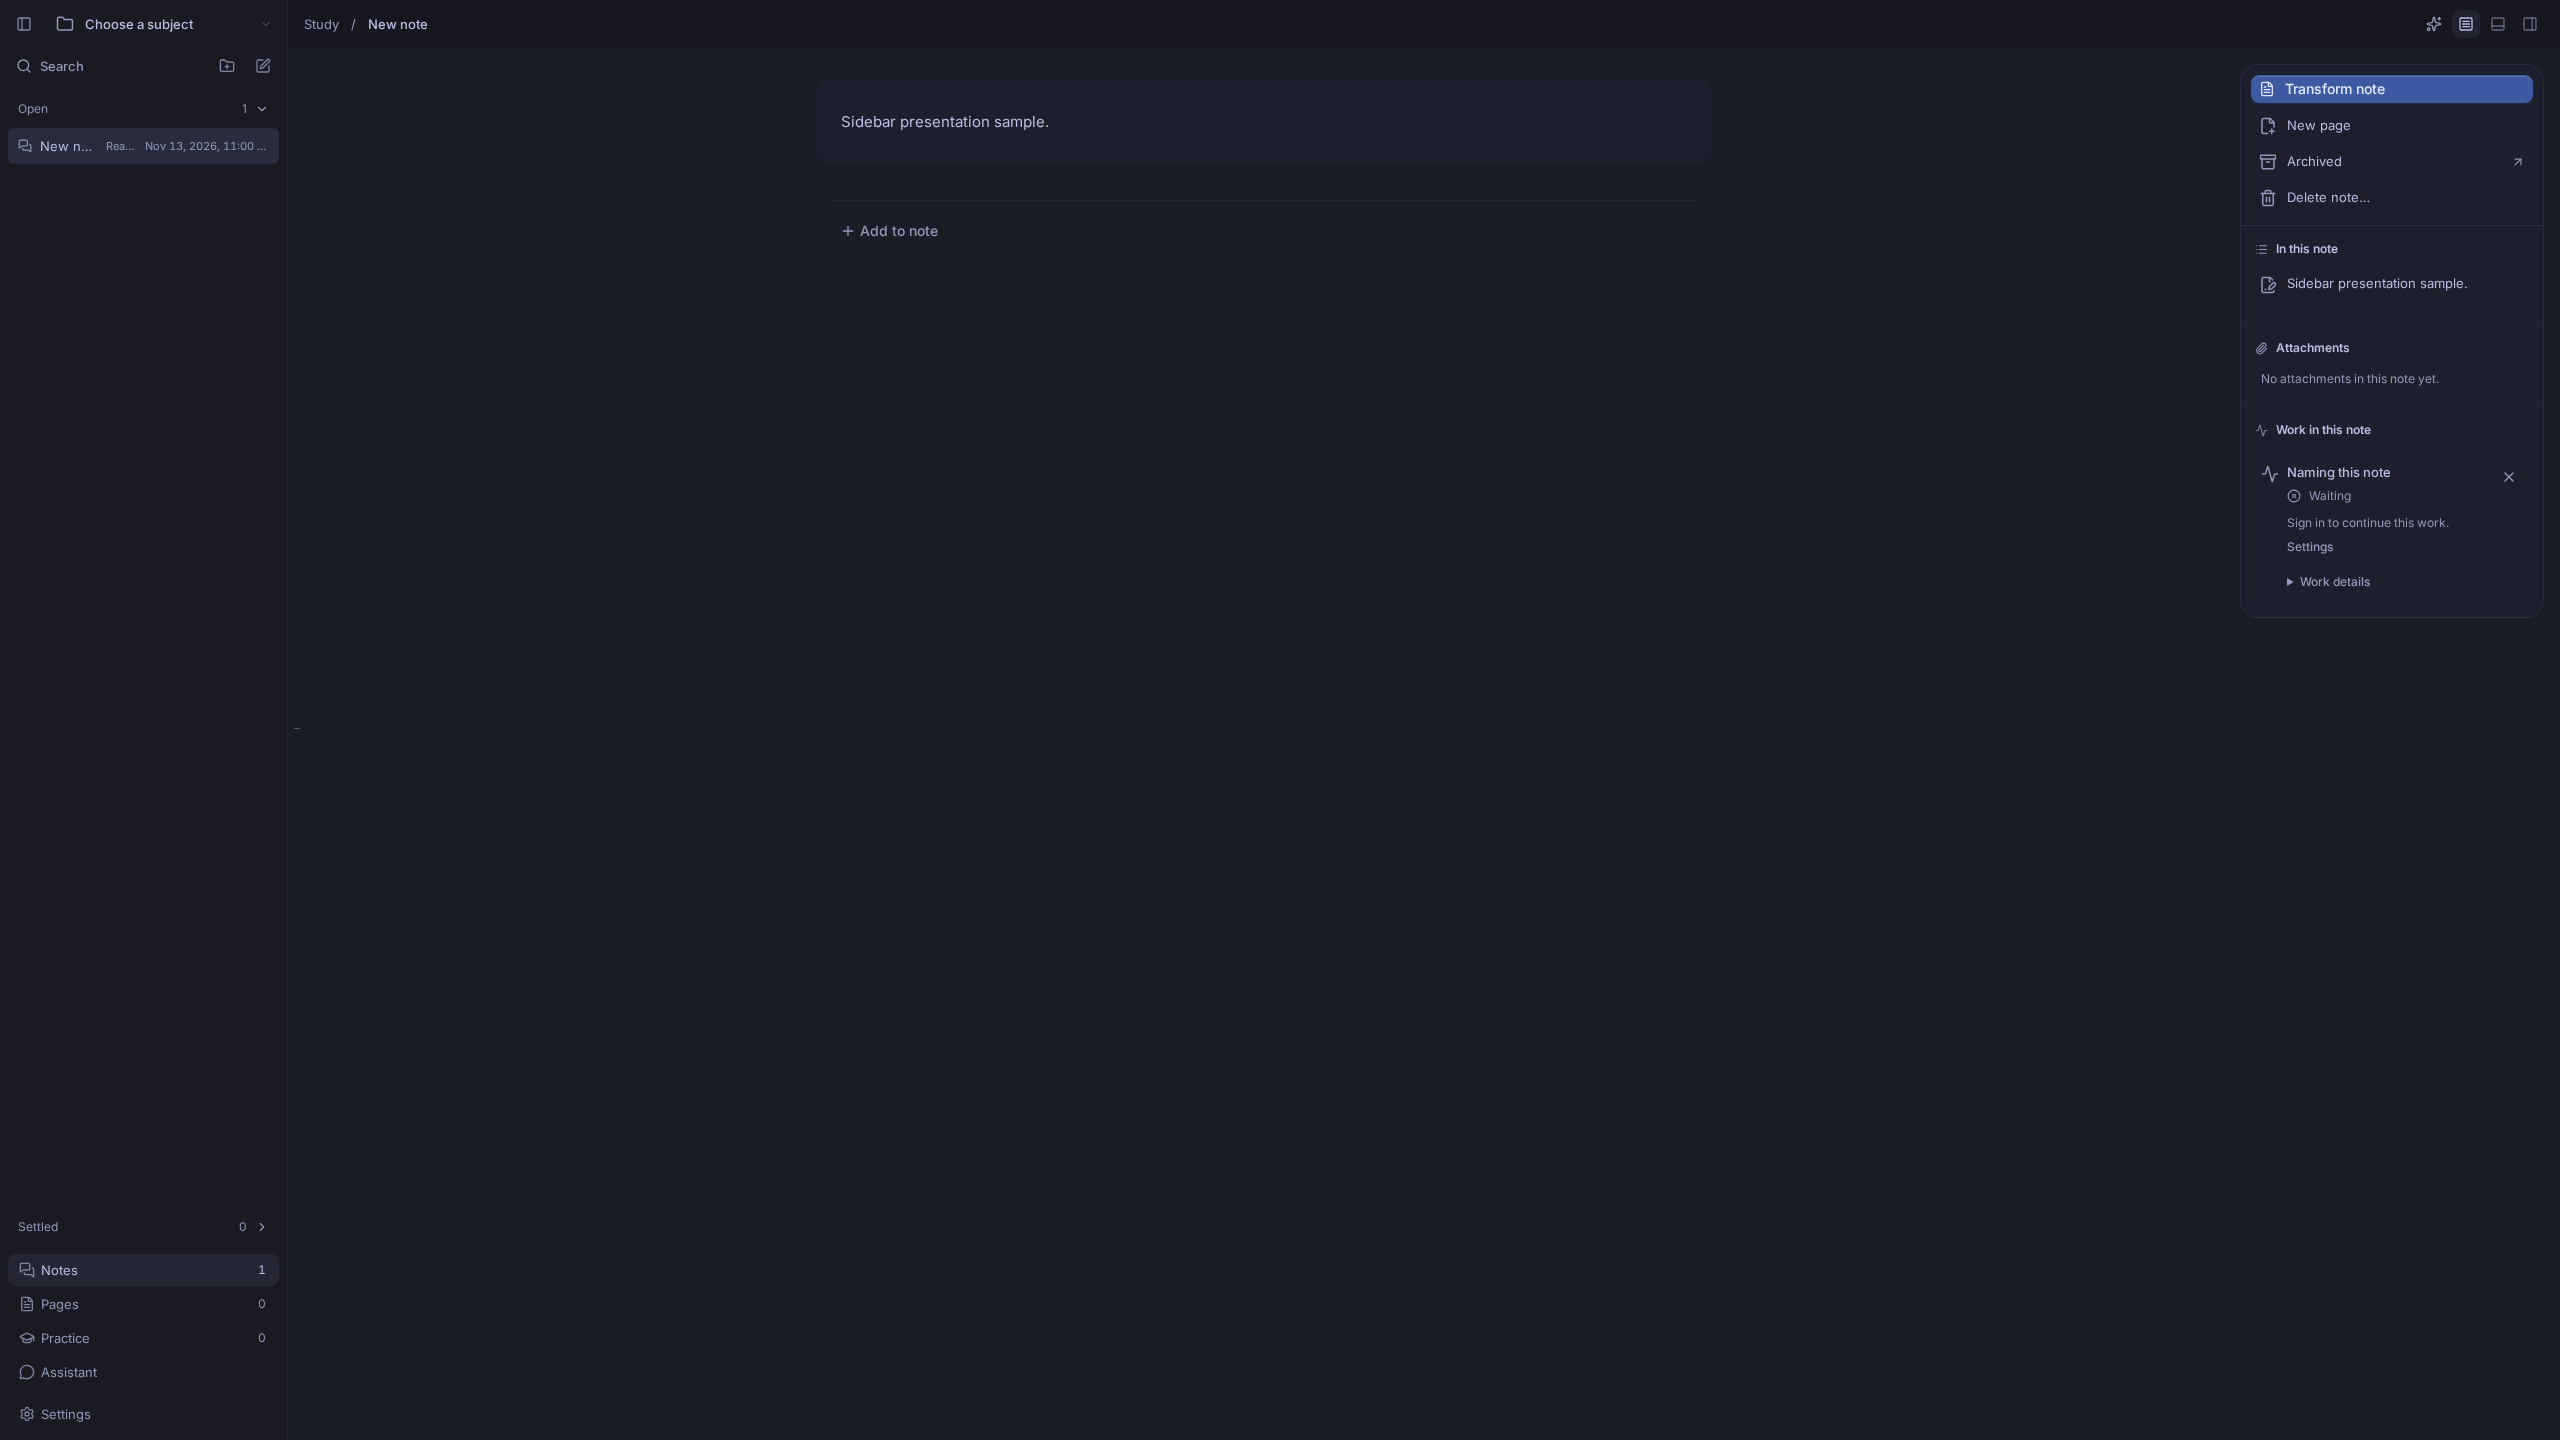 Choose a subject
Search
Open 1
New n... Rea... Nov 13, 2026, 11:00 ...
Settled 0
Notes 1
Pages 0
Practice 0
Assistant
Settings
Study / New note
Sidebar presentation sample.
+ Add to note
Transform note
New page
Archived
Delete note...
In this note
Sidebar presentation sample.
Attachments
No attachments in this note yet.
Work in this note
Naming this note
Waiting
Sign in to continue this work.
Settings
Work details